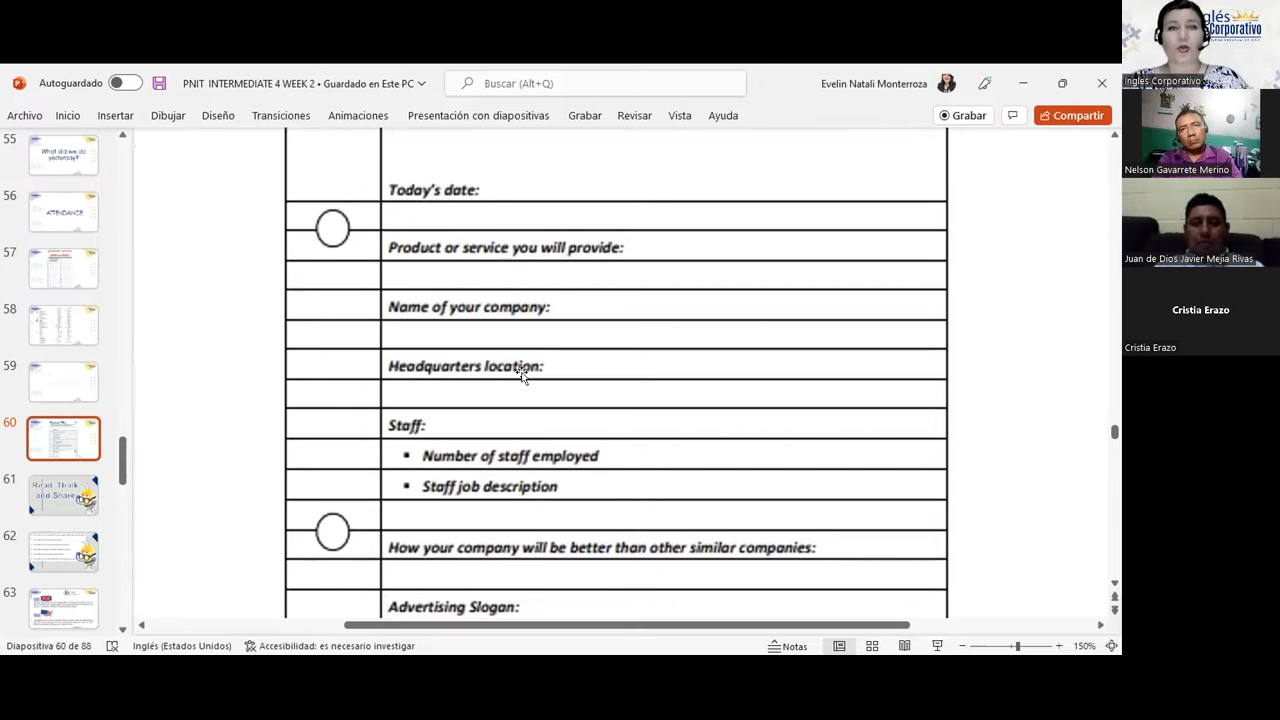 glés
Corporativo
Ingles Corporativo
Autoguardado
PNIT INTERMEDIATE 4 WEEK 2 • Guardado en Este PC
Buscar (Alt+Q)
Evelin Natali Monterroza
Archivo Inicio Insertar Dibujar Diseño Transiciones Animaciones Presentación con diapositivas Grabar Revisar Vista Ayuda
Grabar
Compartir
Nelson Gavarrete Merino
Juan de Dios Javier Mejia Rivas
Cristia Erazo
Cristia Erazo
55
What did we do
yesterday?
56
ATTENDANCE
57
58
59
60
61
Read, Think
and Share
62
63
Today's date:
Product or service you will provide:
Name of your company:
Headquarters location:
Staff:
▪ Number of staff employed
▪ Staff job description
How your company will be better than other similar companies:
Advertising Slogan:
Diapositiva 60 de 88
Inglés (Estados Unidos)
Accesibilidad: es necesario investigar
Notas
150%